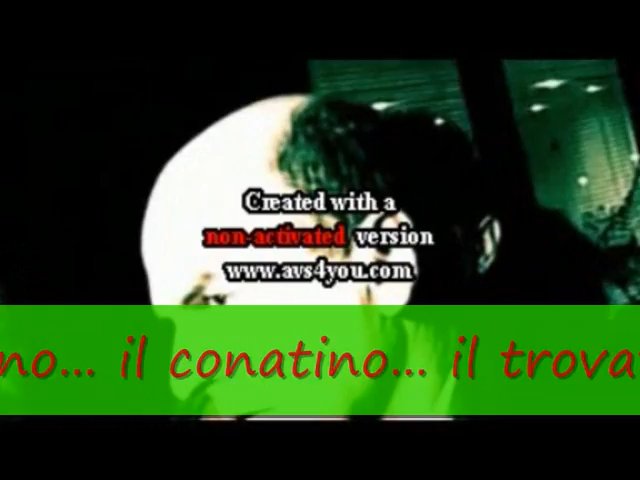 Created with a
non-activated version
www.avs4you.com
no... il conatino... il trova